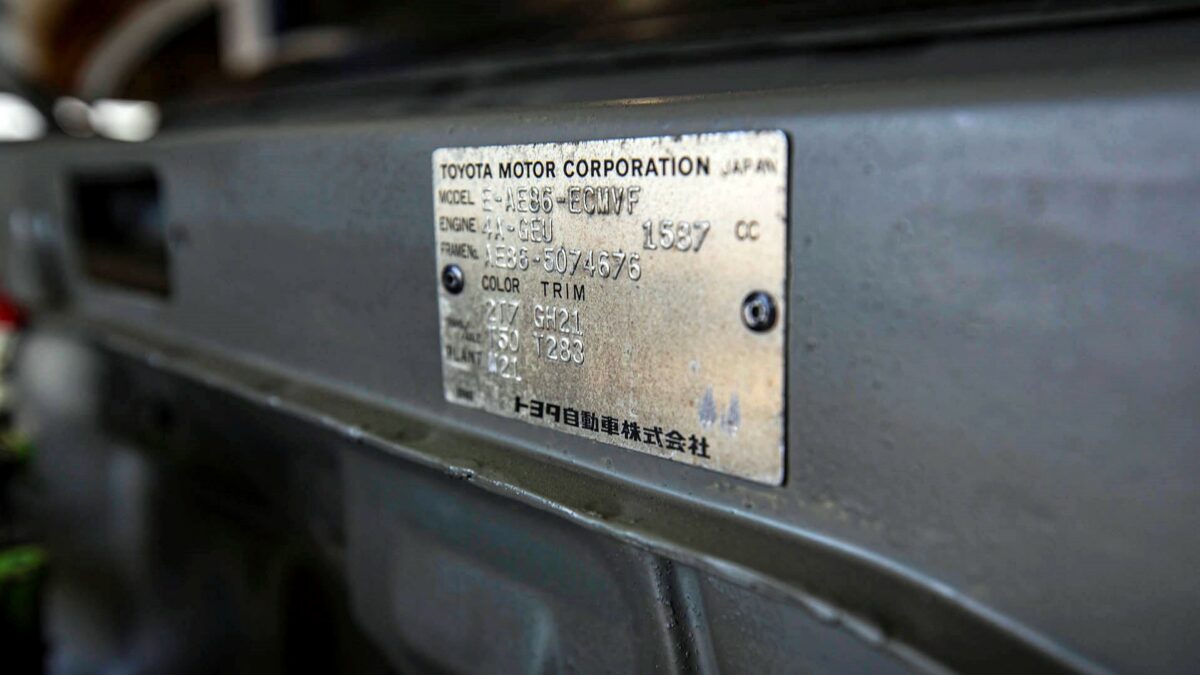 TOYOTA MOTOR CORPORATION JAPAN
MODEL E-AE86-ECMVF
ENGINE 4A-GEU 1587 CC
FRAME No. AE86-5074676
COLOR TRIM
217 GH21
T50 T283
PLANT
トヨタ自動車株式会社